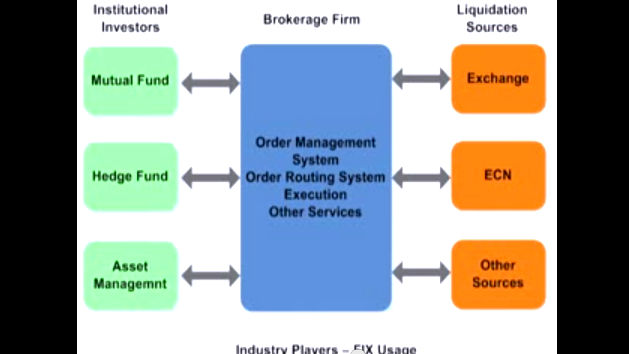 Institutional
Investors
Brokerage Firm
Liquidation
Sources
Mutual Fund
Hedge Fund
Asset
Managemnt
Order Management
System
Order Routing System
Execution
Other Services
Exchange
ECN
Other
Sources
Industry Players – FIX Usage